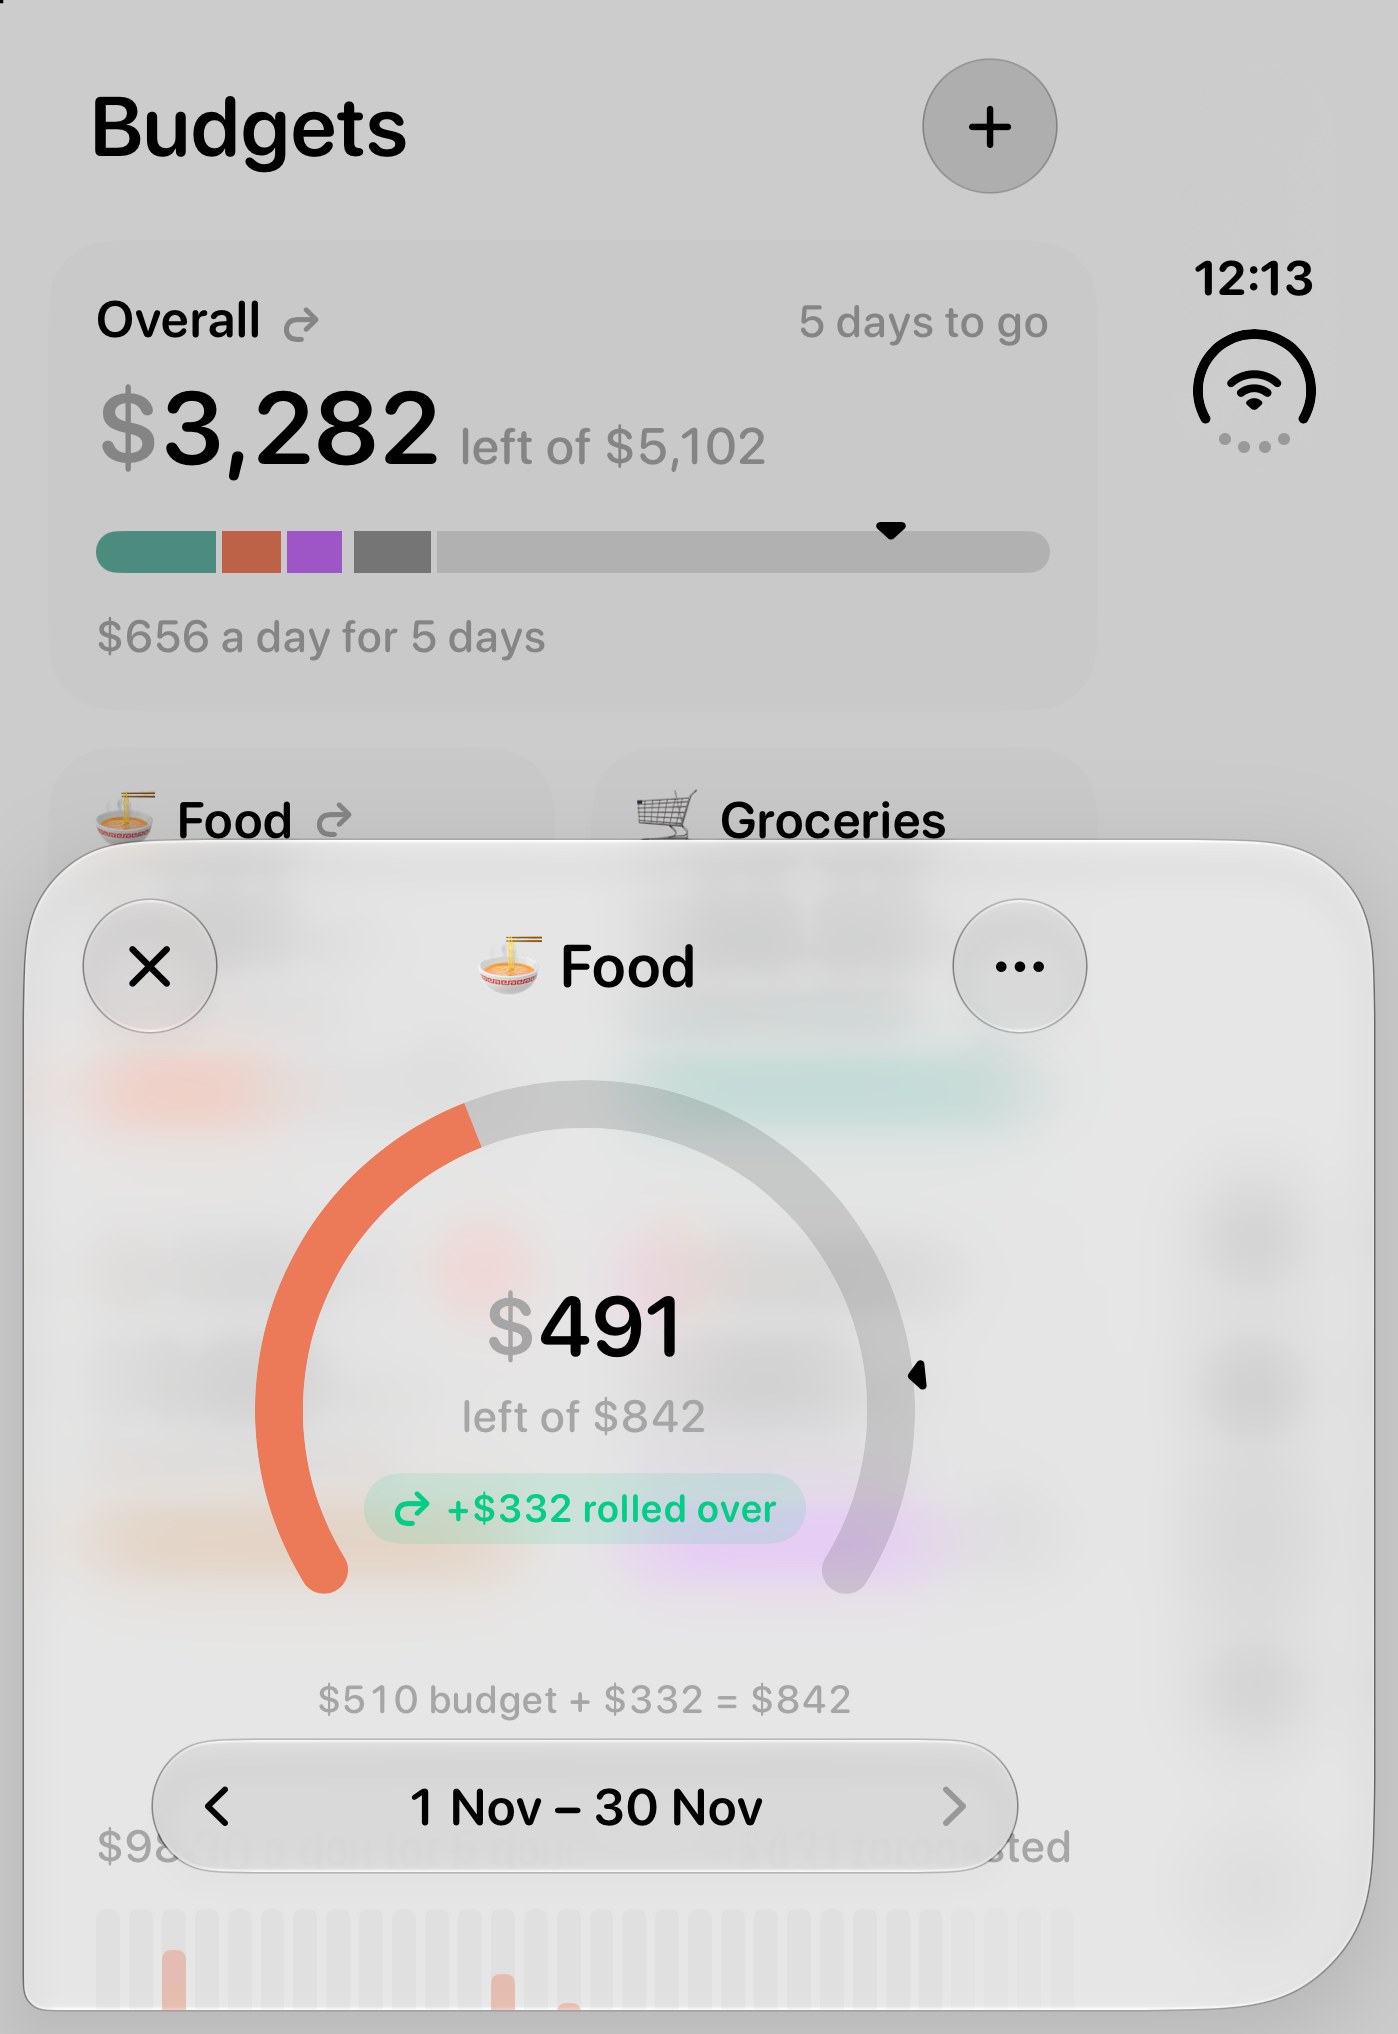 Budgets
12:13
Overall
5 days to go
$3,282 left of $5,102
$656 a day for 5 days
Food
Groceries
Food
$491
left of $842
+$332 rolled over
$510 budget + $332 = $842
1 Nov – 30 Nov